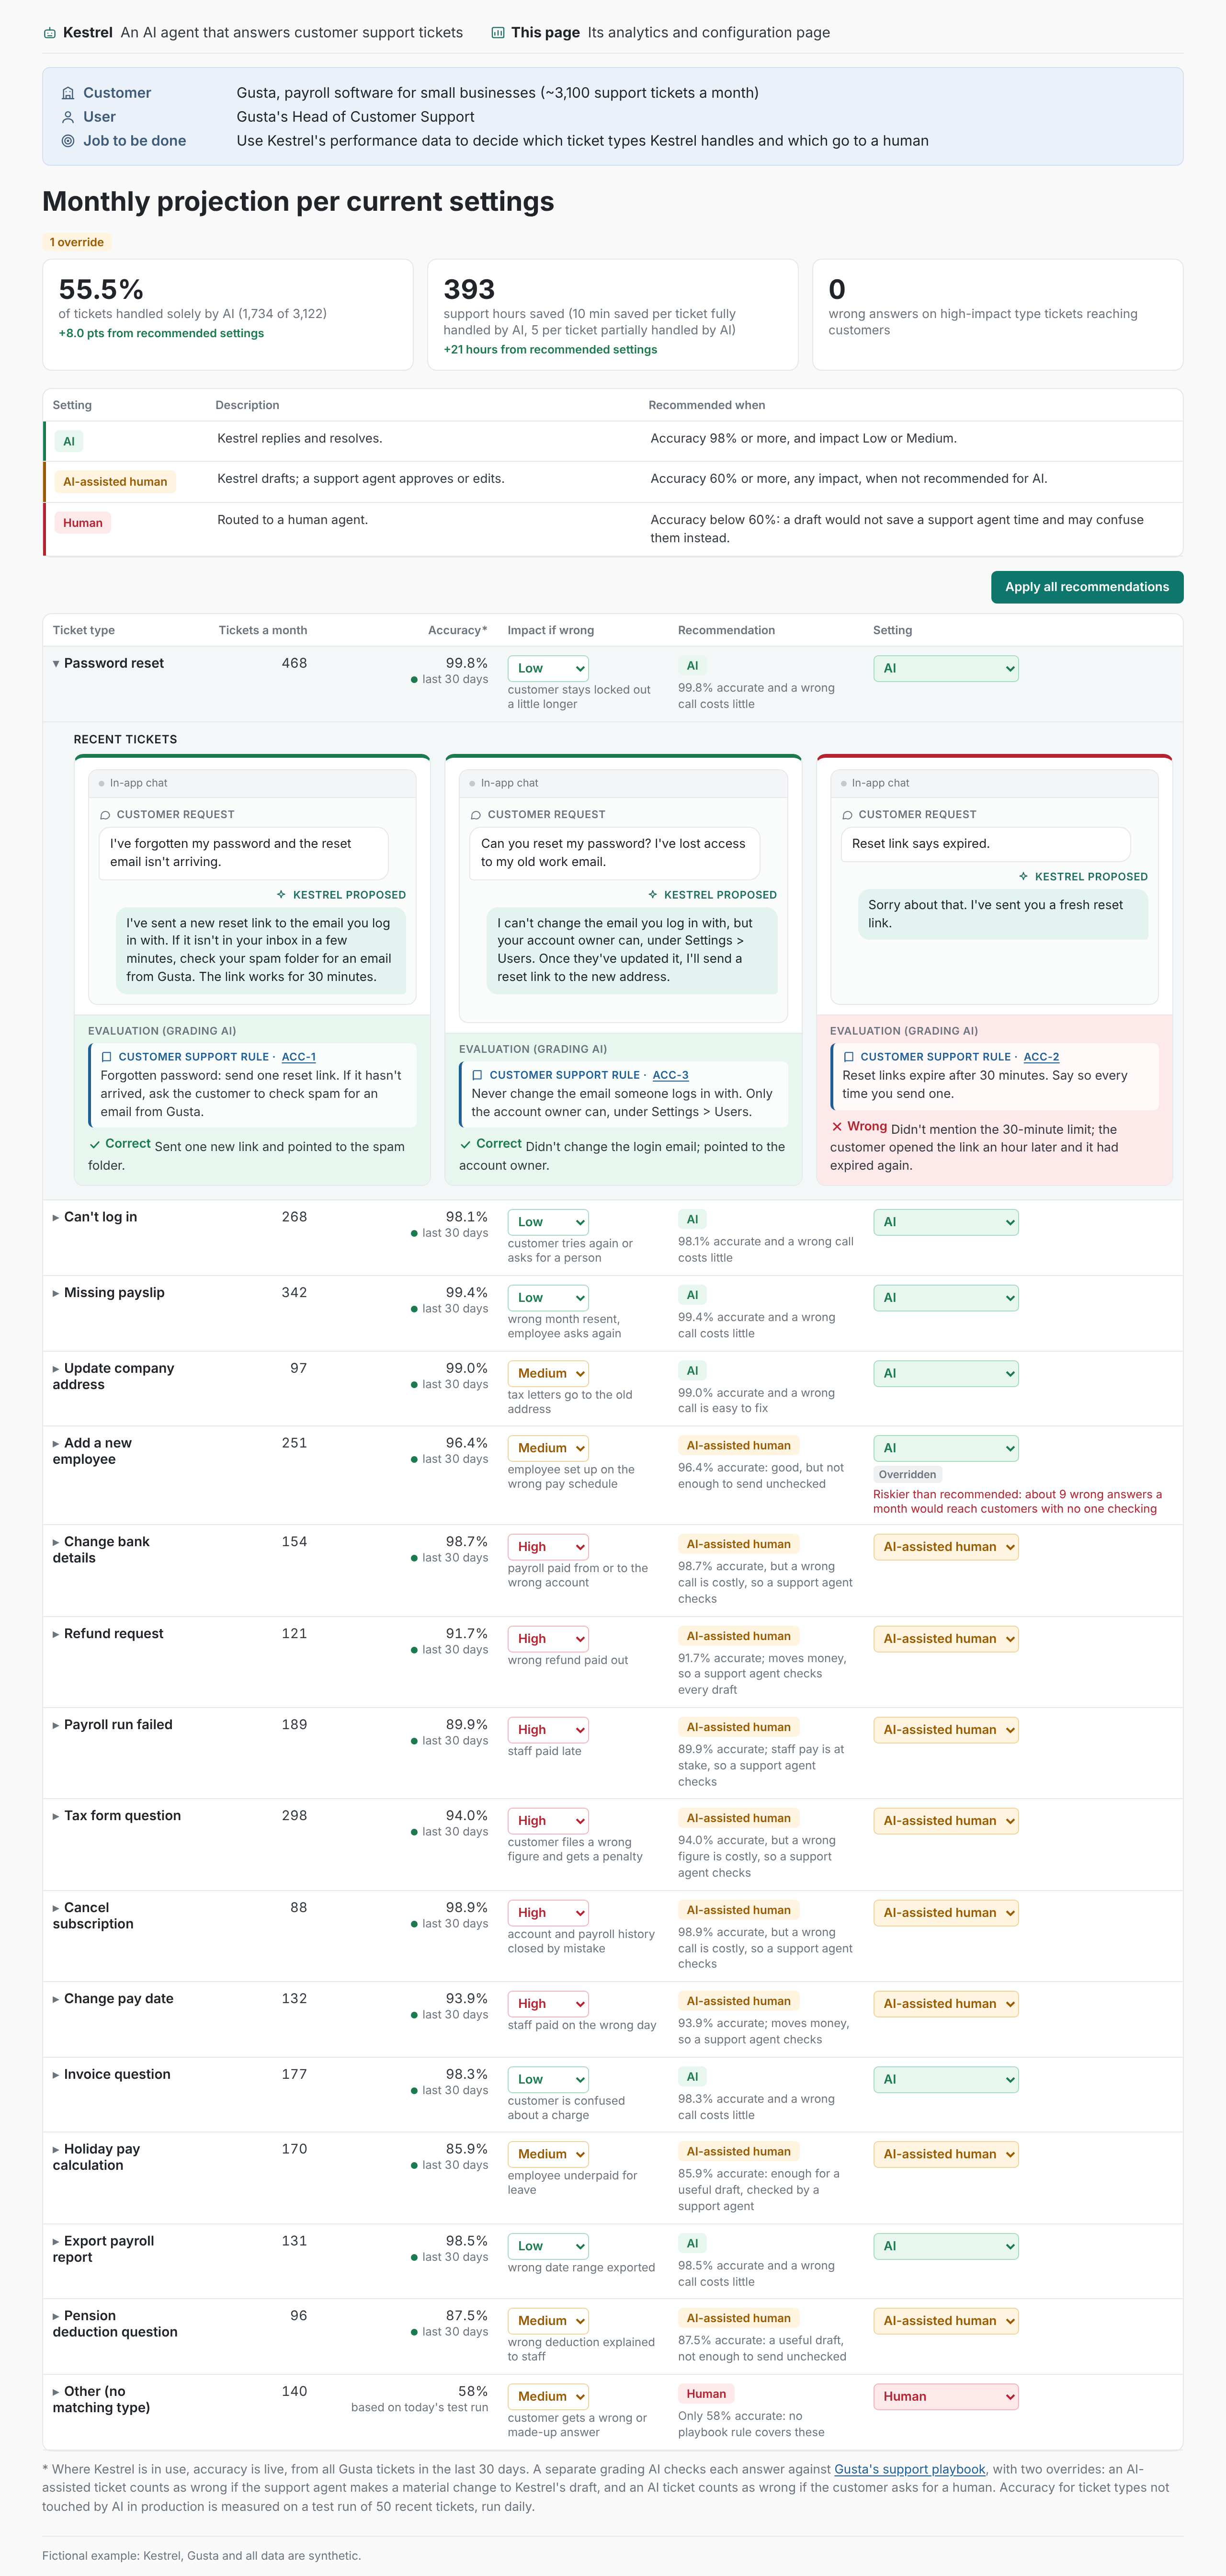 Kestrel An AI agent that answers customer support tickets
This page Its analytics and configuration page
Customer Gusta, payroll software for small businesses (~3,100 support tickets a month)
User Gusta's Head of Customer Support
Job to be done Use Kestrel's performance data to decide which ticket types Kestrel handles and which go to a human
Monthly projection per current settings
1 override
55.5%
of tickets handled solely by AI (1,734 of 3,122)
+8.0 pts from recommended settings
393
support hours saved (10 min saved per ticket fully
handled by AI, 5 per ticket partially handled by AI)
+21 hours from recommended settings
0
wrong answers on high-impact type tickets reaching
customers
Setting Description Recommended when
AI Kestrel replies and resolves. Accuracy 98% or more, and impact Low or Medium.
AI-assisted human Kestrel drafts; a support agent approves or edits. Accuracy 60% or more, any impact, when not recommended for AI.
Human Routed to a human agent. Accuracy below 60%: a draft would not save a support agent time and may confuse
them instead.
Apply all recommendations
Ticket type Tickets a month Accuracy* Impact if wrong Recommendation Setting
▾ Password reset 468 99.8% Low AI AI
last 30 days
customer stays locked out
a little longer
99.8% accurate and a wrong
call costs little
RECENT TICKETS
In-app chat
CUSTOMER REQUEST
I've forgotten my password and the reset
email isn't arriving.
KESTREL PROPOSED
I've sent a new reset link to the email you log
in with. If it isn't in your inbox in a few
minutes, check your spam folder for an email
from Gusta. The link works for 30 minutes.
EVALUATION (GRADING AI)
CUSTOMER SUPPORT RULE · ACC-1
Forgotten password: send one reset link. If it hasn't
arrived, ask the customer to check spam for an
email from Gusta.
Correct Sent one new link and pointed to the spam
folder.
In-app chat
CUSTOMER REQUEST
Can you reset my password? I've lost access
to my old work email.
KESTREL PROPOSED
I can't change the email you log in with, but
your account owner can, under Settings >
Users. Once they've updated it, I'll send a
reset link to the new address.
EVALUATION (GRADING AI)
CUSTOMER SUPPORT RULE · ACC-3
Never change the email someone logs in with. Only
the account owner can, under Settings > Users.
Correct Didn't change the login email; pointed to the
account owner.
In-app chat
CUSTOMER REQUEST
Reset link says expired.
KESTREL PROPOSED
Sorry about that. I've sent you a fresh reset
link.
EVALUATION (GRADING AI)
CUSTOMER SUPPORT RULE · ACC-2
Reset links expire after 30 minutes. Say so every
time you send one.
Wrong Didn't mention the 30-minute limit; the
customer opened the link an hour later and it had
expired again.
▸ Can't log in 268 98.1% Low AI AI
last 30 days
customer tries again or
asks for a person
98.1% accurate and a wrong call
costs little
▸ Missing payslip 342 99.4% Low AI AI
last 30 days
wrong month resent,
employee asks again
99.4% accurate and a wrong
call costs little
▸ Update company
address
97 99.0% Medium AI AI
last 30 days
tax letters go to the old
address
99.0% accurate and a wrong
call is easy to fix
▸ Add a new
employee
251 96.4% Medium AI-assisted human AI
last 30 days
employee set up on the
wrong pay schedule
96.4% accurate: good, but not
enough to send unchecked
Overridden
Riskier than recommended: about 9 wrong answers a
month would reach customers with no one checking
▸ Change bank
details
154 98.7% High AI-assisted human AI-assisted human
last 30 days
payroll paid from or to the
wrong account
98.7% accurate, but a wrong
call is costly, so a support agent
checks
▸ Refund request 121 91.7% High AI-assisted human AI-assisted human
last 30 days
wrong refund paid out
91.7% accurate; moves money,
so a support agent checks
every draft
▸ Payroll run failed 189 89.9% High AI-assisted human AI-assisted human
last 30 days
staff paid late
89.9% accurate; staff pay is at
stake, so a support agent
checks
▸ Tax form question 298 94.0% High AI-assisted human AI-assisted human
last 30 days
customer files a wrong
figure and gets a penalty
94.0% accurate, but a wrong
figure is costly, so a support
agent checks
▸ Cancel
subscription
88 98.9% High AI-assisted human AI-assisted human
last 30 days
account and payroll history
closed by mistake
98.9% accurate, but a wrong
call is costly, so a support agent
checks
▸ Change pay date 132 93.9% High AI-assisted human AI-assisted human
last 30 days
staff paid on the wrong day
93.9% accurate; moves money,
so a support agent checks
▸ Invoice question 177 98.3% Low AI AI
last 30 days
customer is confused
about a charge
98.3% accurate and a wrong
call costs little
▸ Holiday pay
calculation
170 85.9% Medium AI-assisted human AI-assisted human
last 30 days
employee underpaid for
leave
85.9% accurate: enough for a
useful draft, checked by a
support agent
▸ Export payroll
report
131 98.5% Low AI AI
last 30 days
wrong date range exported
98.5% accurate and a wrong
call costs little
▸ Pension
deduction question
96 87.5% Medium AI-assisted human AI-assisted human
last 30 days
wrong deduction explained
to staff
87.5% accurate: a useful draft,
not enough to send unchecked
▸ Other (no
matching type)
140 58% Medium Human Human
based on today's test run
customer gets a wrong or
made-up answer
Only 58% accurate: no
playbook rule covers these
* Where Kestrel is in use, accuracy is live, from all Gusta tickets in the last 30 days. A separate grading AI checks each answer against Gusta's support playbook, with two overrides: an AI-
assisted ticket counts as wrong if the support agent makes a material change to Kestrel's draft, and an AI ticket counts as wrong if the customer asks for a human. Accuracy for ticket types not
touched by AI in production is measured on a test run of 50 recent tickets, run daily.
Fictional example: Kestrel, Gusta and all data are synthetic.